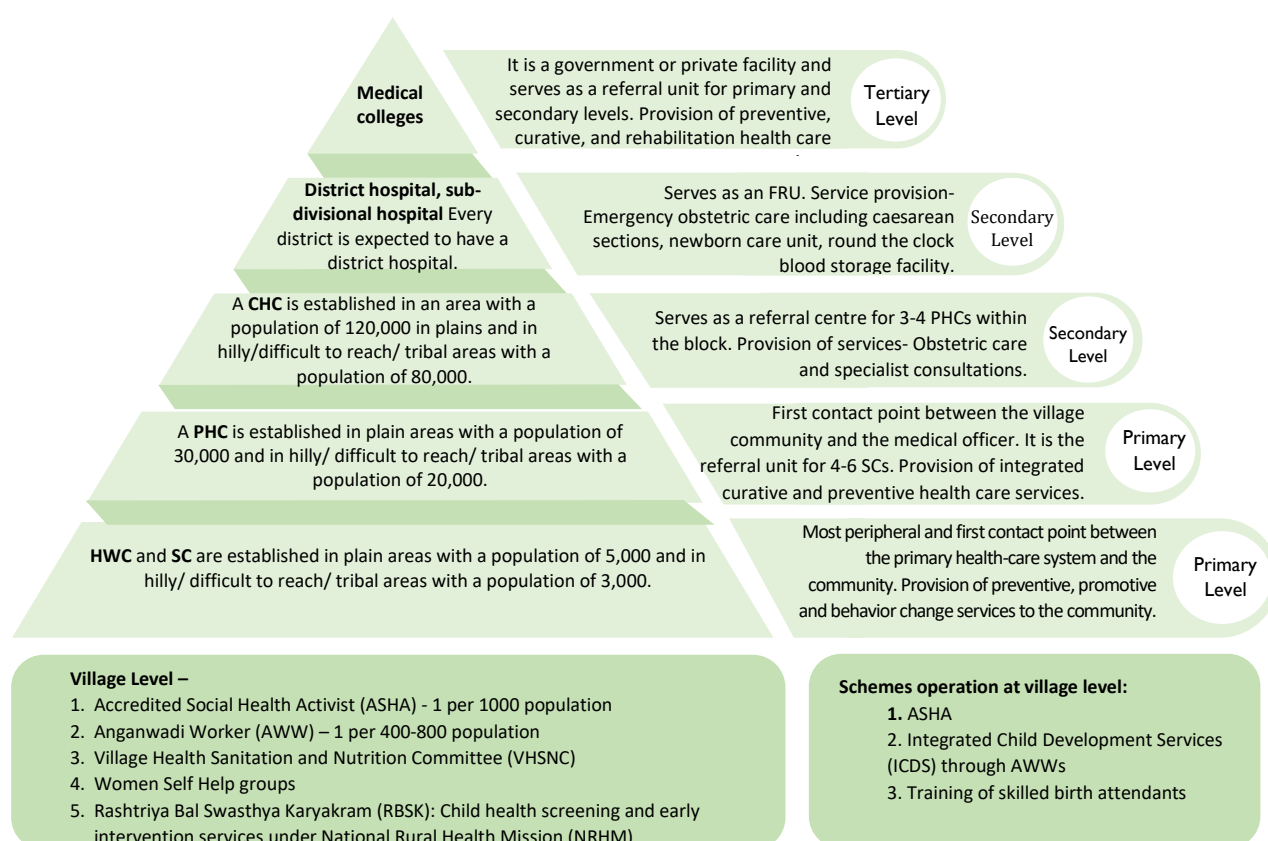 Medical
colleges
It is a government or private facility and
serves as a referral unit for primary and
secondary levels. Provision of preventive,
curative, and rehabilitation health care
Tertiary
Level
District hospital, sub-
divisional hospital Every
district is expected to have a
district hospital.
Serves as an FRU. Service provision-
Emergency obstetric care including caesarean
sections, newborn care unit, round the clock
blood storage facility.
Secondary
Level
A CHC is established in an area with a
population of 120,000 in plains and in
hilly/difficult to reach/ tribal areas with a
population of 80,000.
Serves as a referral centre for 3-4 PHCs within
the block. Provision of services- Obstetric care
and specialist consultations.
Secondary
Level
A PHC is established in plain areas with a population of
30,000 and in hilly/ difficult to reach/ tribal areas with a
population of 20,000.
First contact point between the village
community and the medical officer. It is the
referral unit for 4-6 SCs. Provision of integrated
curative and preventive health care services.
Primary
Level
HWC and SC are established in plain areas with a population of 5,000 and in
hilly/ difficult to reach/ tribal areas with a population of 3,000.
Most peripheral and first contact point between
the primary health-care system and the
community. Provision of preventive, promotive
and behavior change services to the community.
Primary
Level
Village Level –
1. Accredited Social Health Activist (ASHA) - 1 per 1000 population
2. Anganwadi Worker (AWW) – 1 per 400-800 population
3. Village Health Sanitation and Nutrition Committee (VHSNC)
4. Women Self Help groups
5. Rashtriya Bal Swasthya Karyakram (RBSK): Child health screening and early
intervention services under National Rural Health Mission (NRHM)
Schemes operation at village level:
1. ASHA
2. Integrated Child Development Services
(ICDS) through AWWs
3. Training of skilled birth attendants